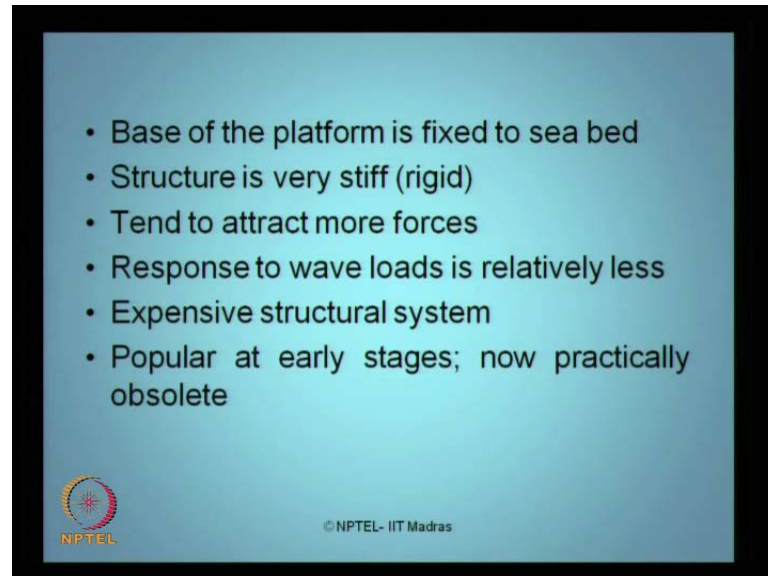 • Base of the platform is fixed to sea bed
• Structure is very stiff (rigid)
• Tend to attract more forces
• Response to wave loads is relatively less
• Expensive structural system
• Popular at early stages; now practically
obsolete
NPTEL
© NPTEL- IIT Madras